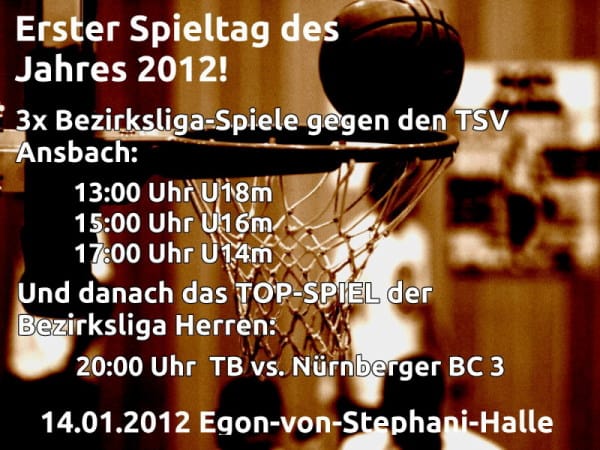 Erster Spieltag des
Jahres 2012!
3x Bezirksliga-Spiele gegen den TSV
Ansbach:
13:00 Uhr U18m
15:00 Uhr U16m
17:00 Uhr U14m
Und danach das TOP-SPIEL der
Bezirksliga Herren:
20:00 Uhr TB vs. Nürnberger BC 3
14.01.2012 Egon-von-Stephani-Halle